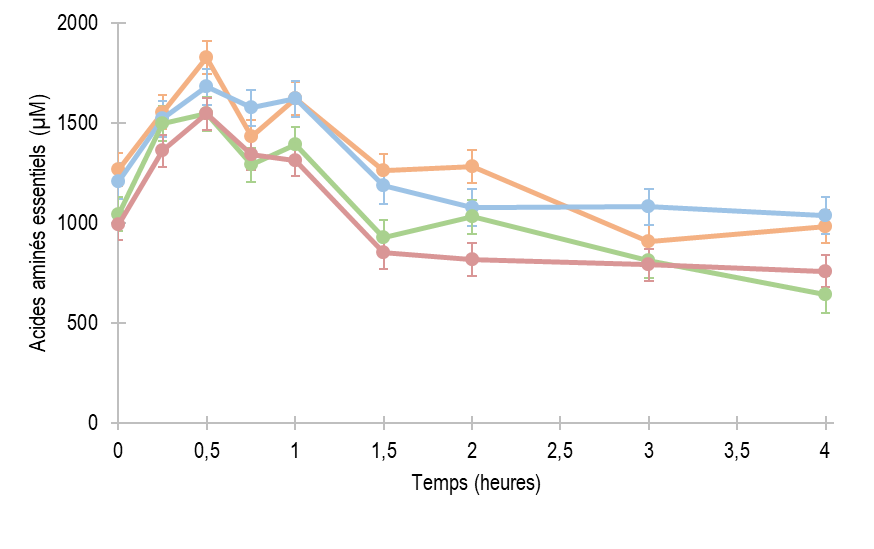 2000
1500
1000
500
0
Acides aminés essentiels (µM)
0 0,5 1 1,5 2 2,5 3 3,5 4
Temps (heures)